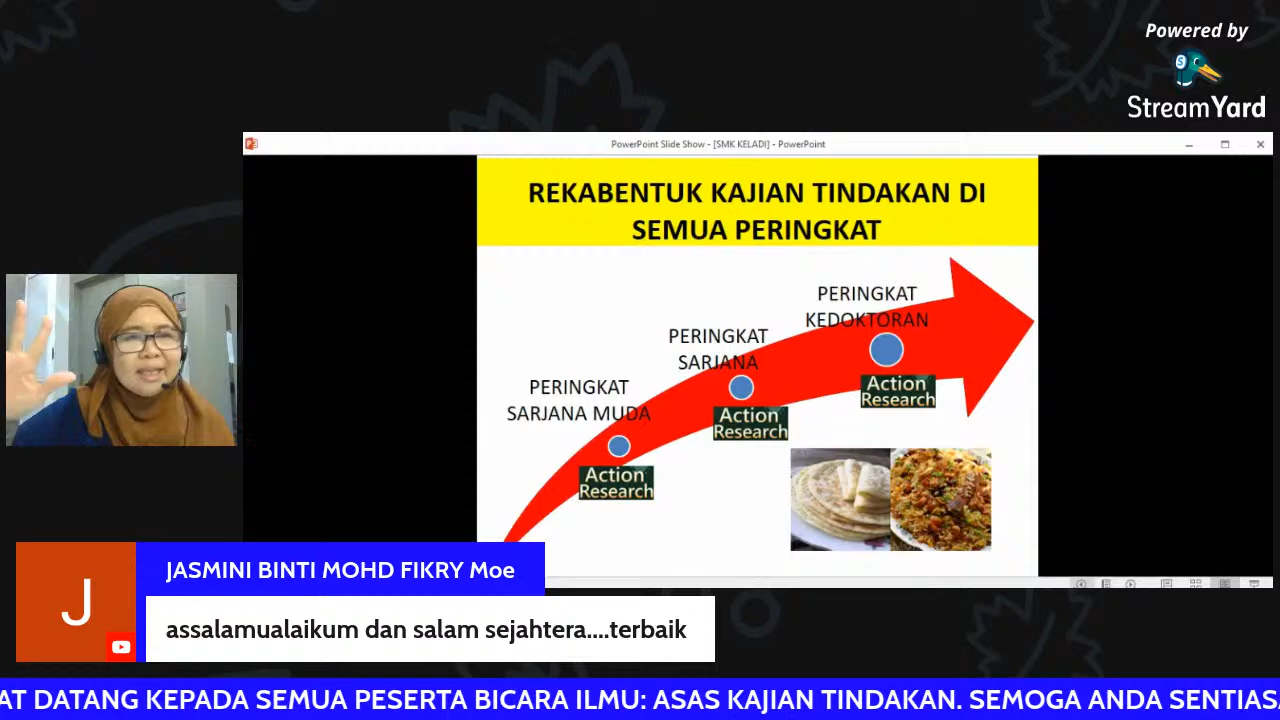 Powered by
StreamYard
PowerPoint Slide Show - [SMK KELADI] - PowerPoint
REKABENTUK KAJIAN TINDAKAN DI
SEMUA PERINGKAT
PERINGKAT
KEDOKTORAN
PERINGKAT
SARJANA
PERINGKAT
SARJANA MUDA
Action
Research
Action
Research
Action
Research
J
JASMINI BINTI MOHD FIKRY Moe
assalamualaikum dan salam sejahtera....terbaik
AT DATANG KEPADA SEMUA PESERTA BICARA ILMU: ASAS KAJIAN TINDAKAN. SEMOGA ANDA SENTIASA